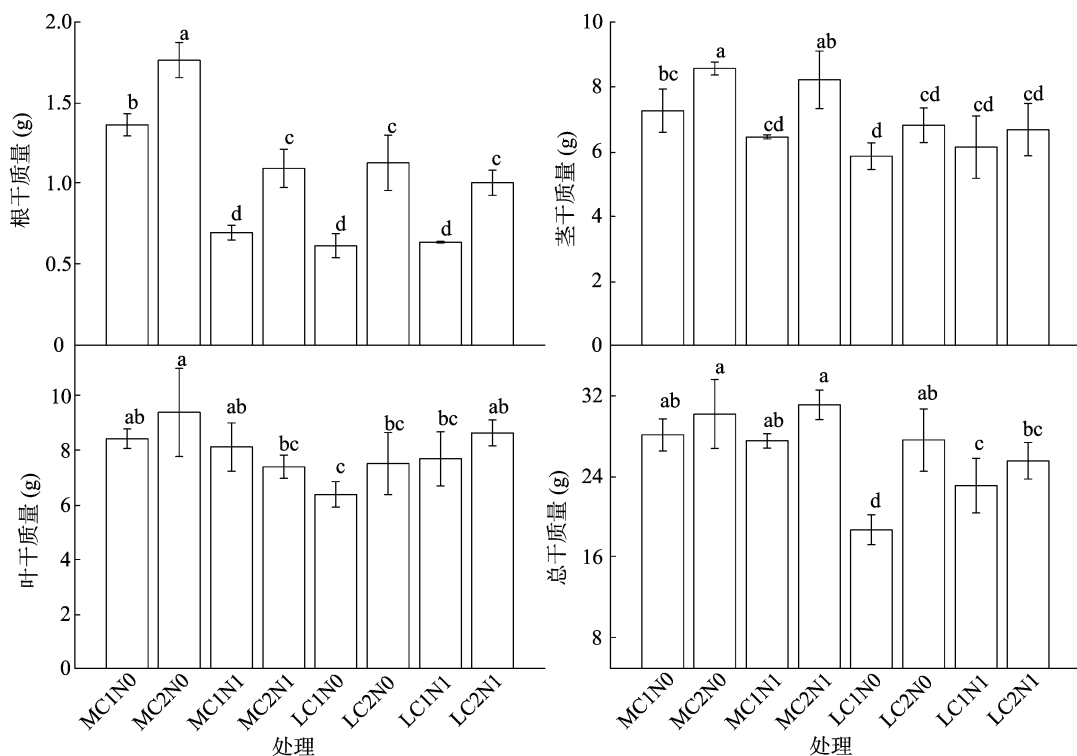 2.0
1.5
1.0
0.5
0
根干质量 (g)
b
a
d
c
d
c
d
c
10
8
6
4
2
0
茎干质量 (g)
bc
a
cd
ab
d
cd
cd
cd
10
8
6
4
2
0
叶干质量 (g)
ab
a
ab
bc
c
bc
bc
ab
MC1N0
MC2N0
MC1N1
MC2N1
LC1N0
LC2N0
LC1N1
LC2N1
处理
32
24
16
8
总干质量 (g)
ab
a
ab
a
d
ab
c
bc
MC1N0
MC2N0
MC1N1
MC2N1
LC1N0
LC2N0
LC1N1
LC2N1
处理